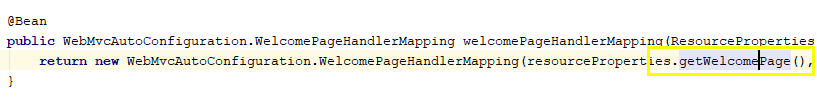 @Bean
public WebMvcAutoConfiguration.WelcomePageHandlerMapping welcomePageHandlerMapping(ResourceProperties
return new WebMvcAutoConfiguration.WelcomePageHandlerMapping(resourceProperties.getWelcomePage(),
}